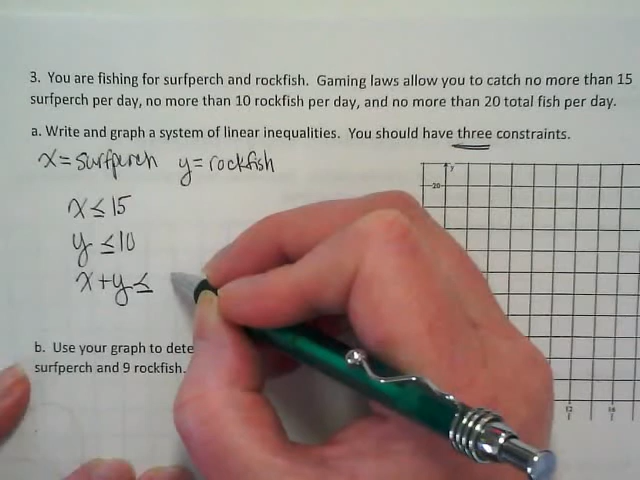 3. You are fishing for surfperch and rockfish. Gaming laws allow you to catch no more than 15
surfperch per day, no more than 10 rockfish per day, and no more than 20 total fish per day.
a. Write and graph a system of linear inequalities. You should have three constraints.
x = surfperch y = rockfish
x ≤ 15
y ≤ 10
x + y ≤
y
20
b. Use your graph to dete
surfperch and 9 rockfish.
12 16